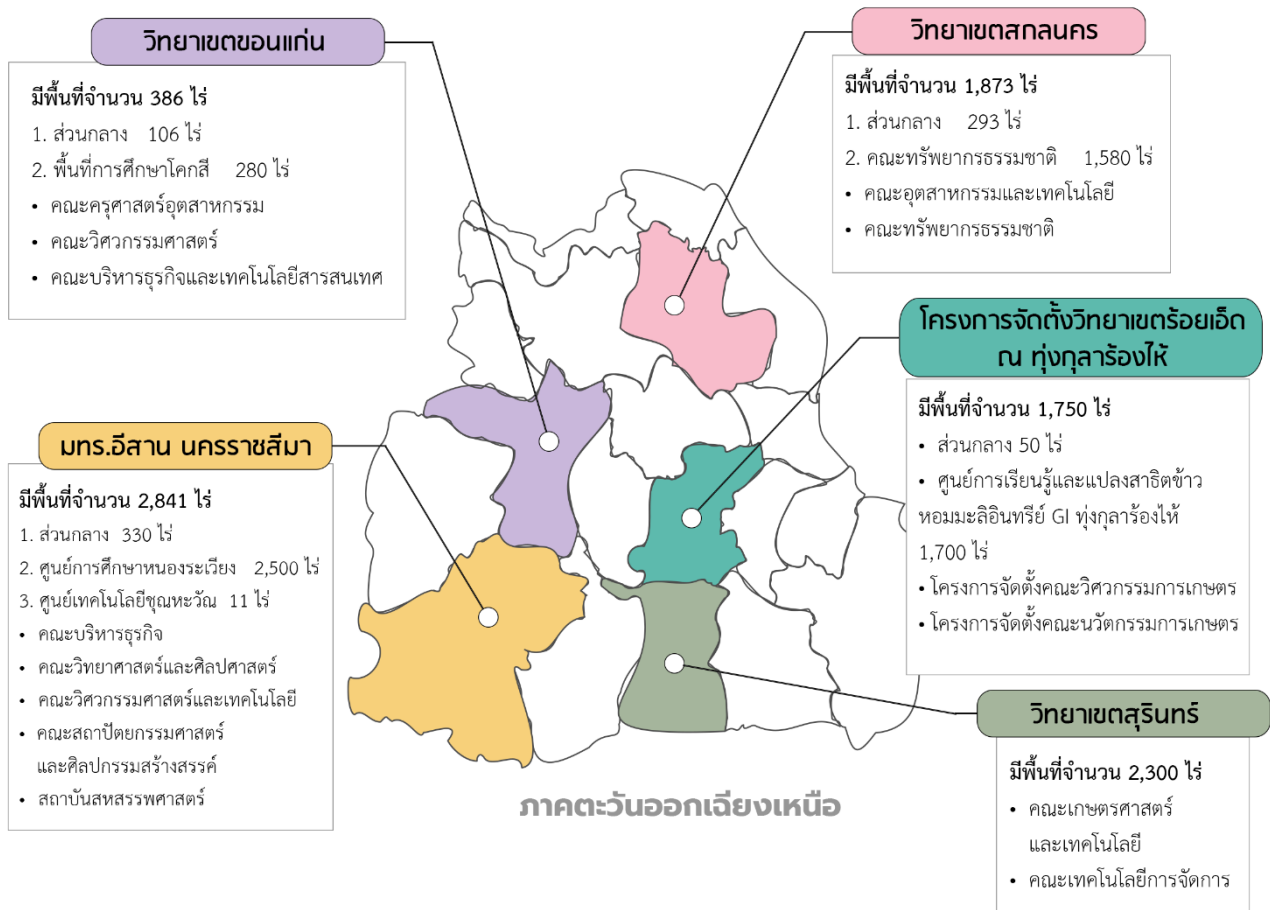 วิทยาเขตขอนแก่น
มีพื้นที่จำนวน 386 ไร่
1. ส่วนกลาง 106 ไร่
2. พื้นที่การศึกษาโคกสี 280 ไร่
• คณะครุศาสตร์อุตสาหกรรม
• คณะวิศวกรรมศาสตร์
• คณะบริหารธุรกิจและเทคโนโลยีสารสนเทศ
วิทยาเขตสกลนคร
มีพื้นที่จำนวน 1,873 ไร่
1. ส่วนกลาง 293 ไร่
2. คณะทรัพยากรธรรมชาติ 1,580 ไร่
• คณะอุตสาหกรรมและเทคโนโลยี
• คณะทรัพยากรธรรมชาติ
โครงการจัดตั้งวิทยาเขตร้อยเอ็ด
ณ ทุ่งกุลาร้องไห้
มีพื้นที่จำนวน 1,750 ไร่
• ส่วนกลาง 50 ไร่
• ศูนย์การเรียนรู้และแปลงสาธิตข้าว
หอมมะลิอินทรีย์ GI ทุ่งกุลาร้องไห้
1,700 ไร่
• โครงการจัดตั้งคณะวิศวกรรมการเกษตร
• โครงการจัดตั้งคณะนวัตกรรมการเกษตร
มทร.อีสาน นครราชสีมา
มีพื้นที่จำนวน 2,841 ไร่
1. ส่วนกลาง 330 ไร่
2. ศูนย์การศึกษาหนองระเวียง 2,500 ไร่
3. ศูนย์เทคโนโลยีชุณหะวัณ 11 ไร่
• คณะบริหารธุรกิจ
• คณะวิทยาศาสตร์และศิลปศาสตร์
• คณะวิศวกรรมศาสตร์และเทคโนโลยี
• คณะสถาปัตยกรรมศาสตร์
และศิลปกรรมสร้างสรรค์
• สถาบันสหสรรพศาสตร์
วิทยาเขตสุรินทร์
มีพื้นที่จำนวน 2,300 ไร่
• คณะเกษตรศาสตร์
และเทคโนโลยี
• คณะเทคโนโลยีการจัดการ
ภาคตะวันออกเฉียงเหนือ